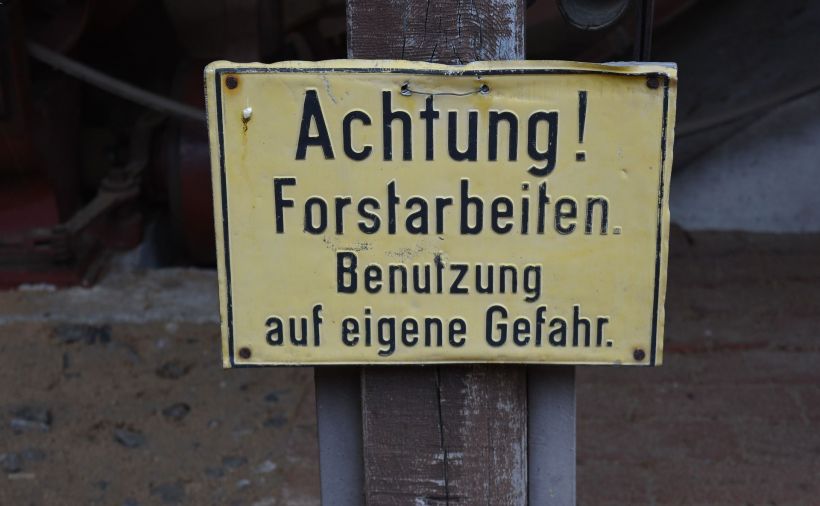 Achtung!
Forstarbeiten.
Benutzung
auf eigene Gefahr.